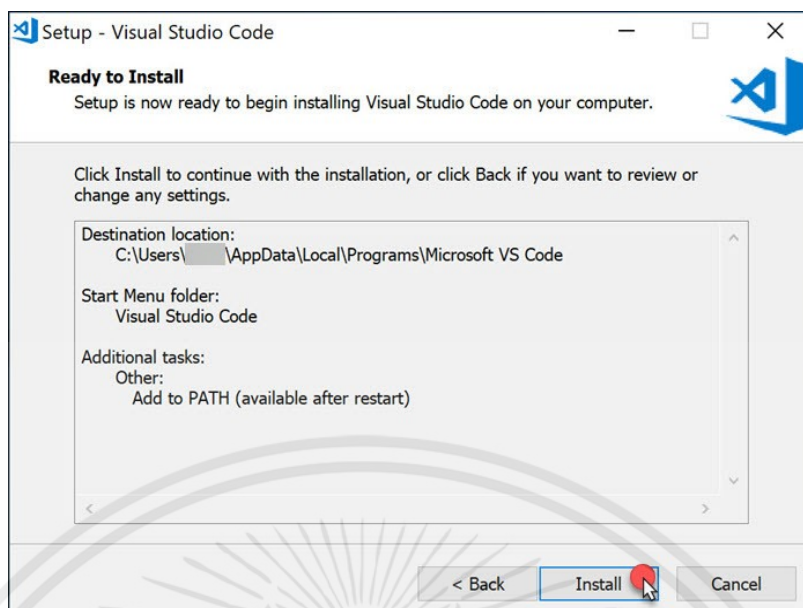 Setup - Visual Studio Code
Ready to Install
Setup is now ready to begin installing Visual Studio Code on your computer.
Click Install to continue with the installation, or click Back if you want to review or
change any settings.
Destination location:
C:\Users\ \AppData\Local\Programs\Microsoft VS Code
Start Menu folder:
Visual Studio Code
Additional tasks:
Other:
Add to PATH (available after restart)
< Back Install Cancel